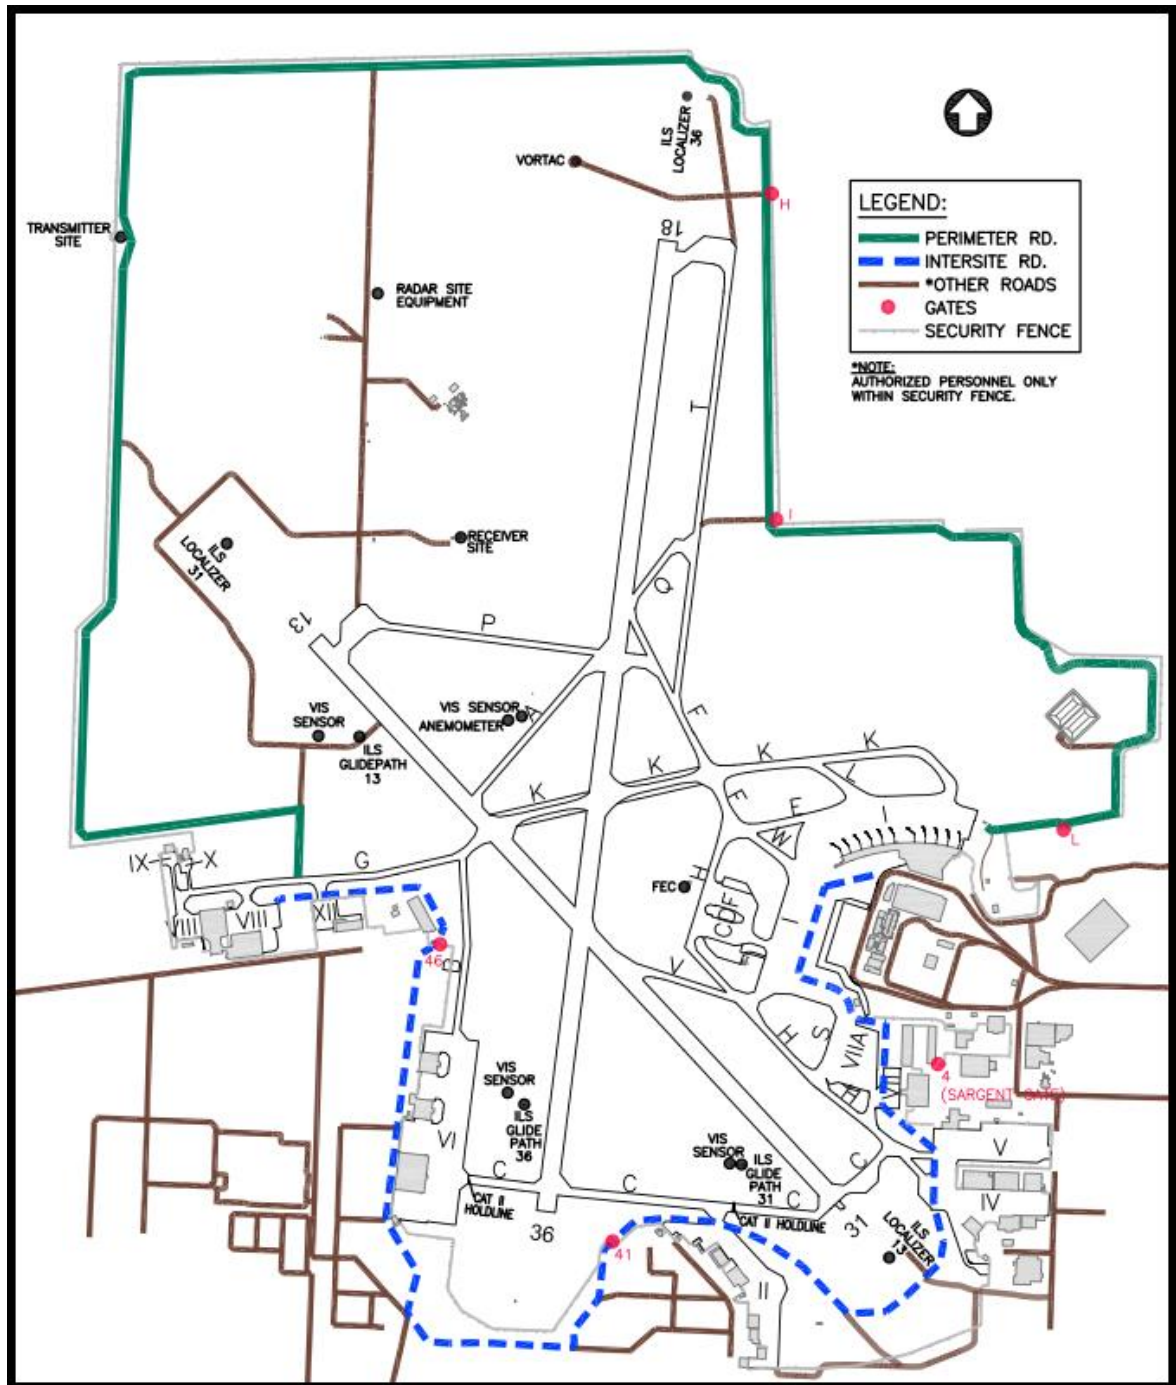 ILS
LOCALIZER
36
VORTAC
H
LEGEND:
PERIMETER RD.
INTERSITE RD.
*OTHER ROADS
GATES
SECURITY FENCE
*NOTE:
AUTHORIZED PERSONNEL ONLY
WITHIN SECURITY FENCE.
TRANSMITTER
SITE
18
RADAR SITE
EQUIPMENT
T
I
RECEIVER
SITE
ILS
LOCALIZER
31
13
P
Q
VIS
SENSOR
ILS
GLIDEPATH
13
VIS SENSOR
ANEMOMETER
A
F
K
K
K
K
L
F
E
I
W
L
IX
X
G
FEC
H
CDF
I
VIII
VIII
XII
46
V
H
S
VIIA
VII
H
4
(SARGENT GATE)
VIS
SENSOR
ILS
GLIDE
PATH
36
VI
V
VIS
SENSOR
ILS
GLIDE
PATH
31
C
C
C
C
CAT II
HOLDLINE
CAT II HOLDLINE
36
31
IV
ILS
LOCALIZER
13
41
II